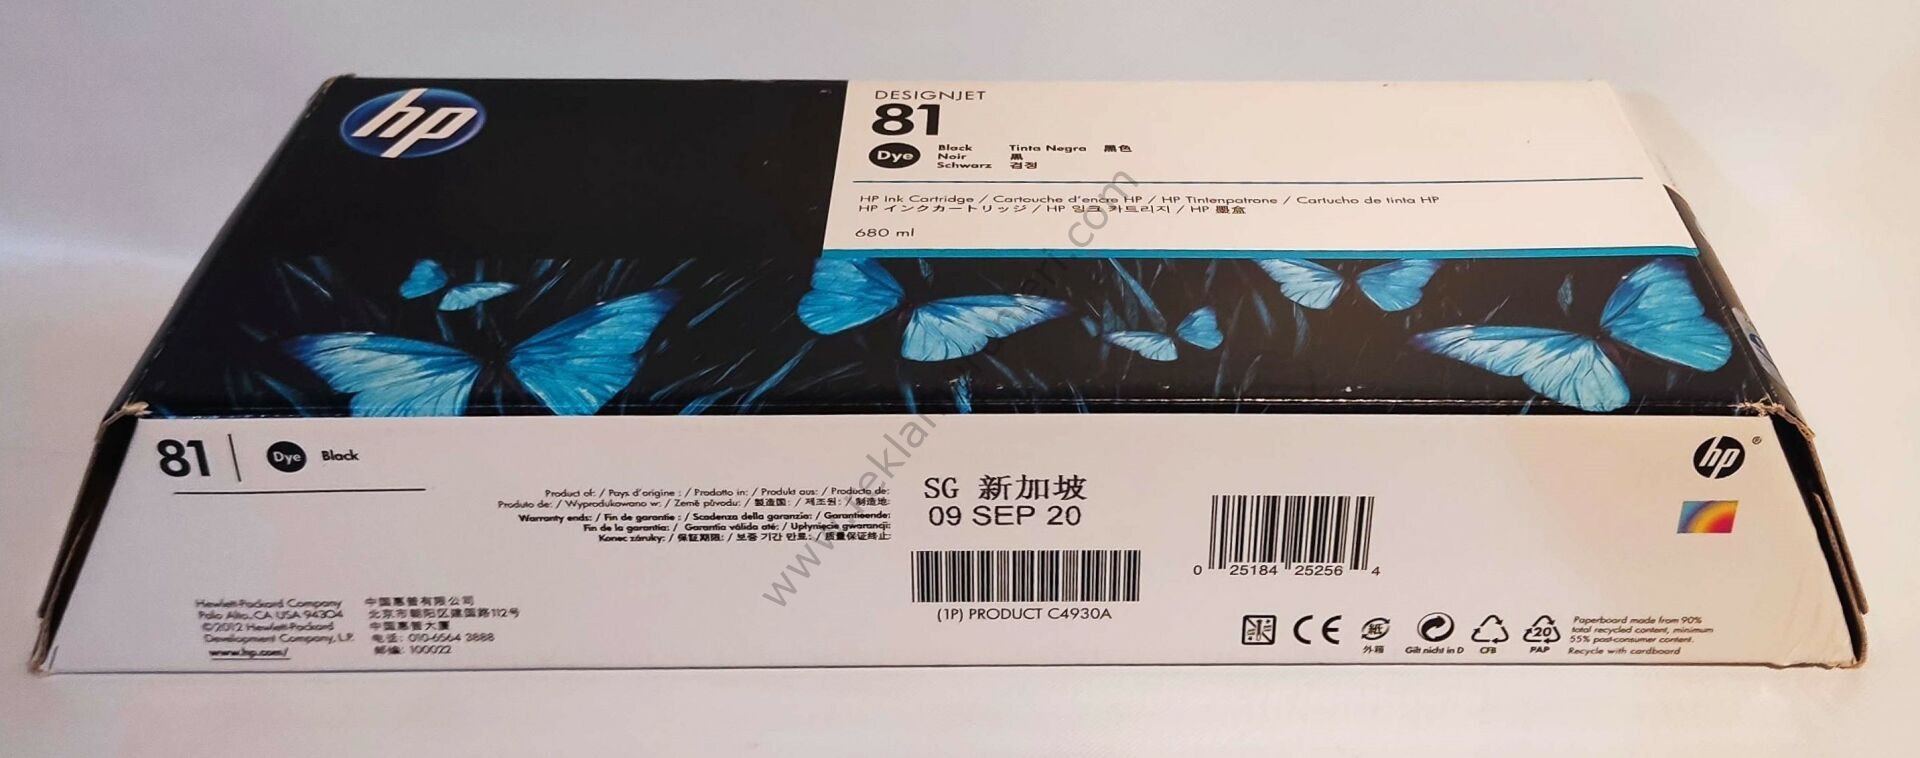 hp
DESIGNJET
81
Dye
Black Tinta Negra 黑色
Noir 黒
Schwarz 검정
HP Ink Cartridge / Cartouche d'encre HP / HP Tintenpatrone / Cartucho de tinta HP
HP インクカートリッジ / HP 잉크 카트리지 / HP 墨盒
680 ml
81 Dye Black
hp ®
Product of: / Pays d'origine : / Prodotto in: / Produkt aus: / Producto de:
Produto de: / Wyprodukowano w: / Země původu: / 製造国: / 제조원: / 制造地:
Warranty ends: / Fin de garantie : / Scadenza della garanzia: / Garantieende:
Fin de la garantía: / Garantia válida até: / Upłynięcie gwarancji:
Konec záruky: / 保証期限: / 보증 기간 만료: / 质量保证终止:
SG 新加坡
09 SEP 20
(1P) PRODUCT C4930A
0 25184 25256 4
Hewlett-Packard Company
Palo Alto, CA USA 94304
©2012 Hewlett-Packard
Development Company, L.P.
www.hp.com/
中国惠普有限公司
北京市朝阳区建国路112号
中国惠普大厦
电话: 010-6564 3888
邮编: 100022
CE
紙
外箱
Gilt nicht in D
CFB
20
PAP
Paperboard made from 90%
total recycled content, minimum
55% post-consumer content.
Recycle with cardboard